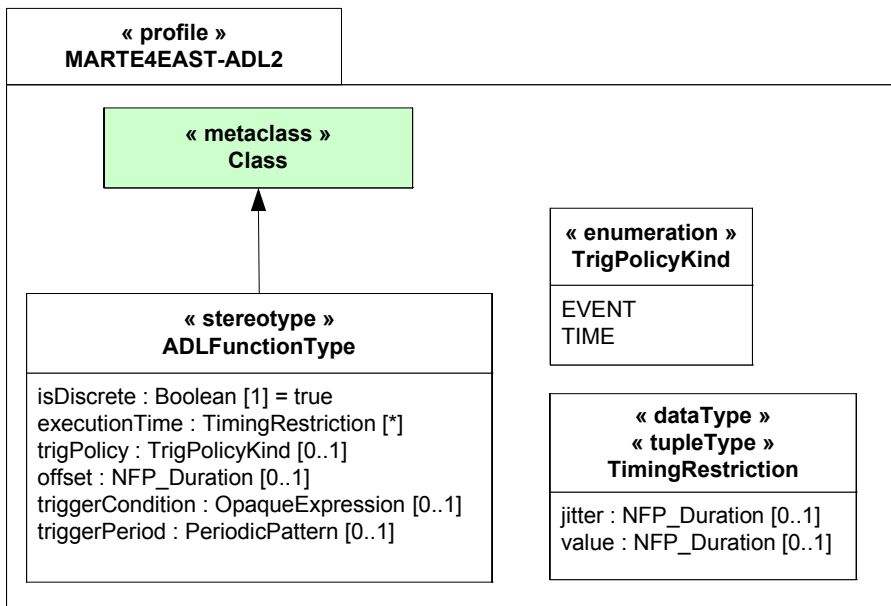 « profile »
MARTE4EAST-ADL2
« metaclass »
Class
« stereotype »
ADLFunctionType
isDiscrete : Boolean [1] = true
executionTime : TimingRestriction [*]
trigPolicy : TrigPolicyKind [0..1]
offset : NFP_Duration [0..1]
triggerCondition : OpaqueExpression [0..1]
triggerPeriod : PeriodicPattern [0..1]
« enumeration »
TrigPolicyKind
EVENT
TIME
« dataType »
« tupleType »
TimingRestriction
jitter : NFP_Duration [0..1]
value : NFP_Duration [0..1]